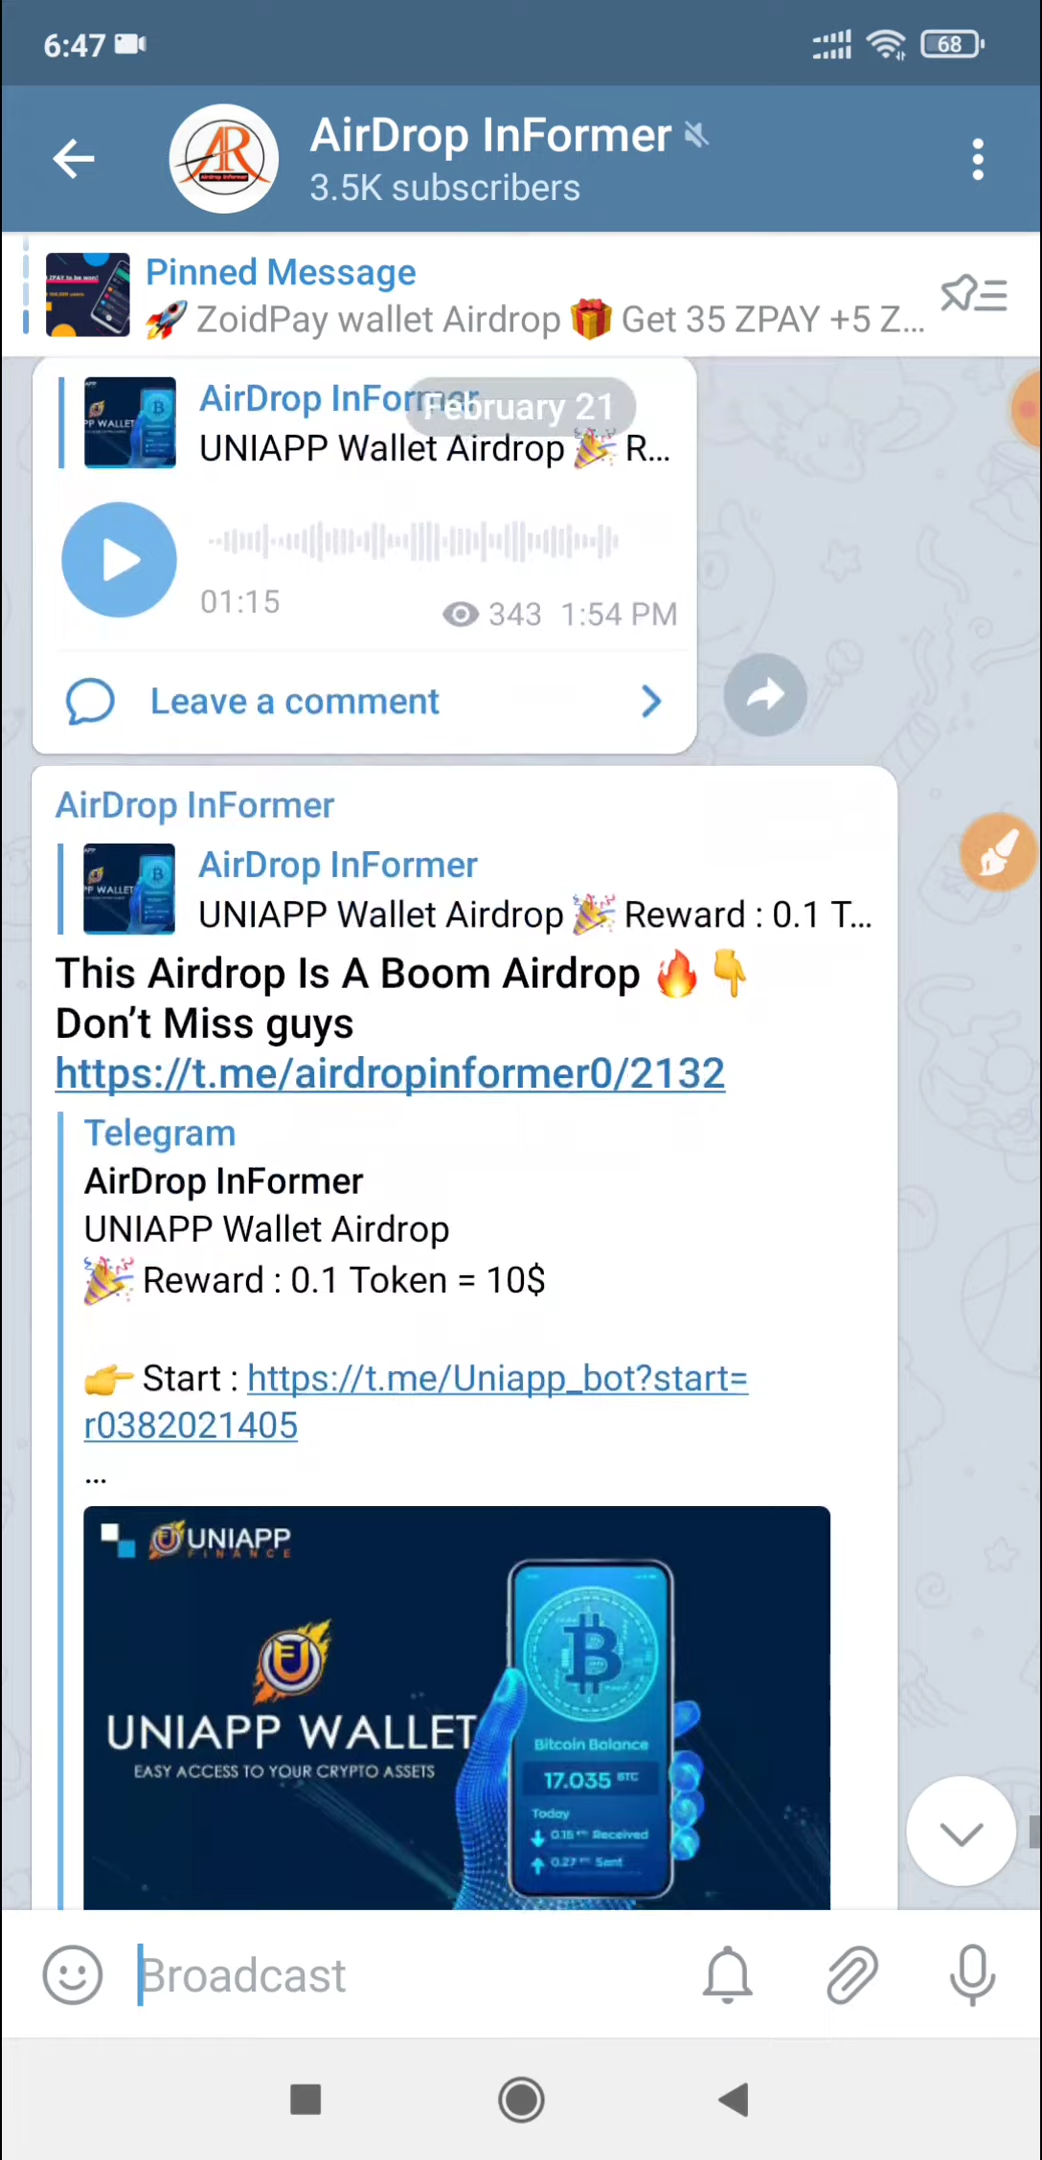 6:47
68
AirDrop InFormer
3.5K subscribers
Pinned Message
🚀 ZoidPay wallet Airdrop 🎁 Get 35 ZPAY +5 Z...
February 21
AirDrop InFormer
UNIAPP Wallet Airdrop 🎉 R...
01:15
343 1:54 PM
Leave a comment
AirDrop InFormer
AirDrop InFormer
UNIAPP Wallet Airdrop 🎉 Reward : 0.1 T...
This Airdrop Is A Boom Airdrop 🔥👇
Don’t Miss guys
https://t.me/airdropinformer0/2132
Telegram
AirDrop InFormer
UNIAPP Wallet Airdrop
🎉 Reward : 0.1 Token = 10$
👉 Start : https://t.me/Uniapp_bot?start=
r0382021405
...
UNIAPP
FINANCE
UNIAPP WALLET
EASY ACCESS TO YOUR CRYPTO ASSETS
Bitcoin Balance
17.035 BTC
Today
Received
Sent
Broadcast